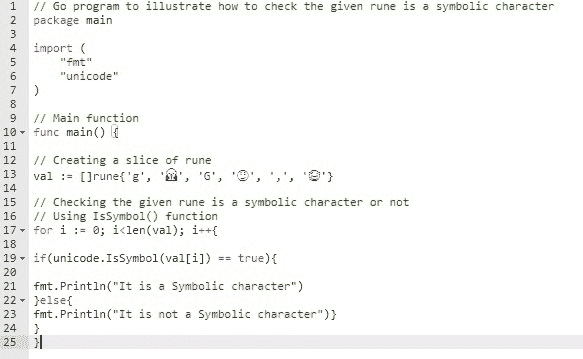 1 // Go program to illustrate how to check the given rune is a symbolic character
2 package main
3
4 import (
5 "fmt"
6 "unicode"
7 )
8
9 // Main function
10 func main() {
11
12 // Creating a slice of rune
13 val := []rune{'g', '', 'G', '', ',', ''}
14
15 // Checking the given rune is a symbolic character or not
16 // Using IsSymbol() function
17 for i := 0; i<len(val); i++{
18
19 if(unicode.IsSymbol(val[i]) == true){
20
21 fmt.Println("It is a Symbolic character")
22 }else{
23 fmt.Println("It is not a Symbolic character")}
24 }
25 }